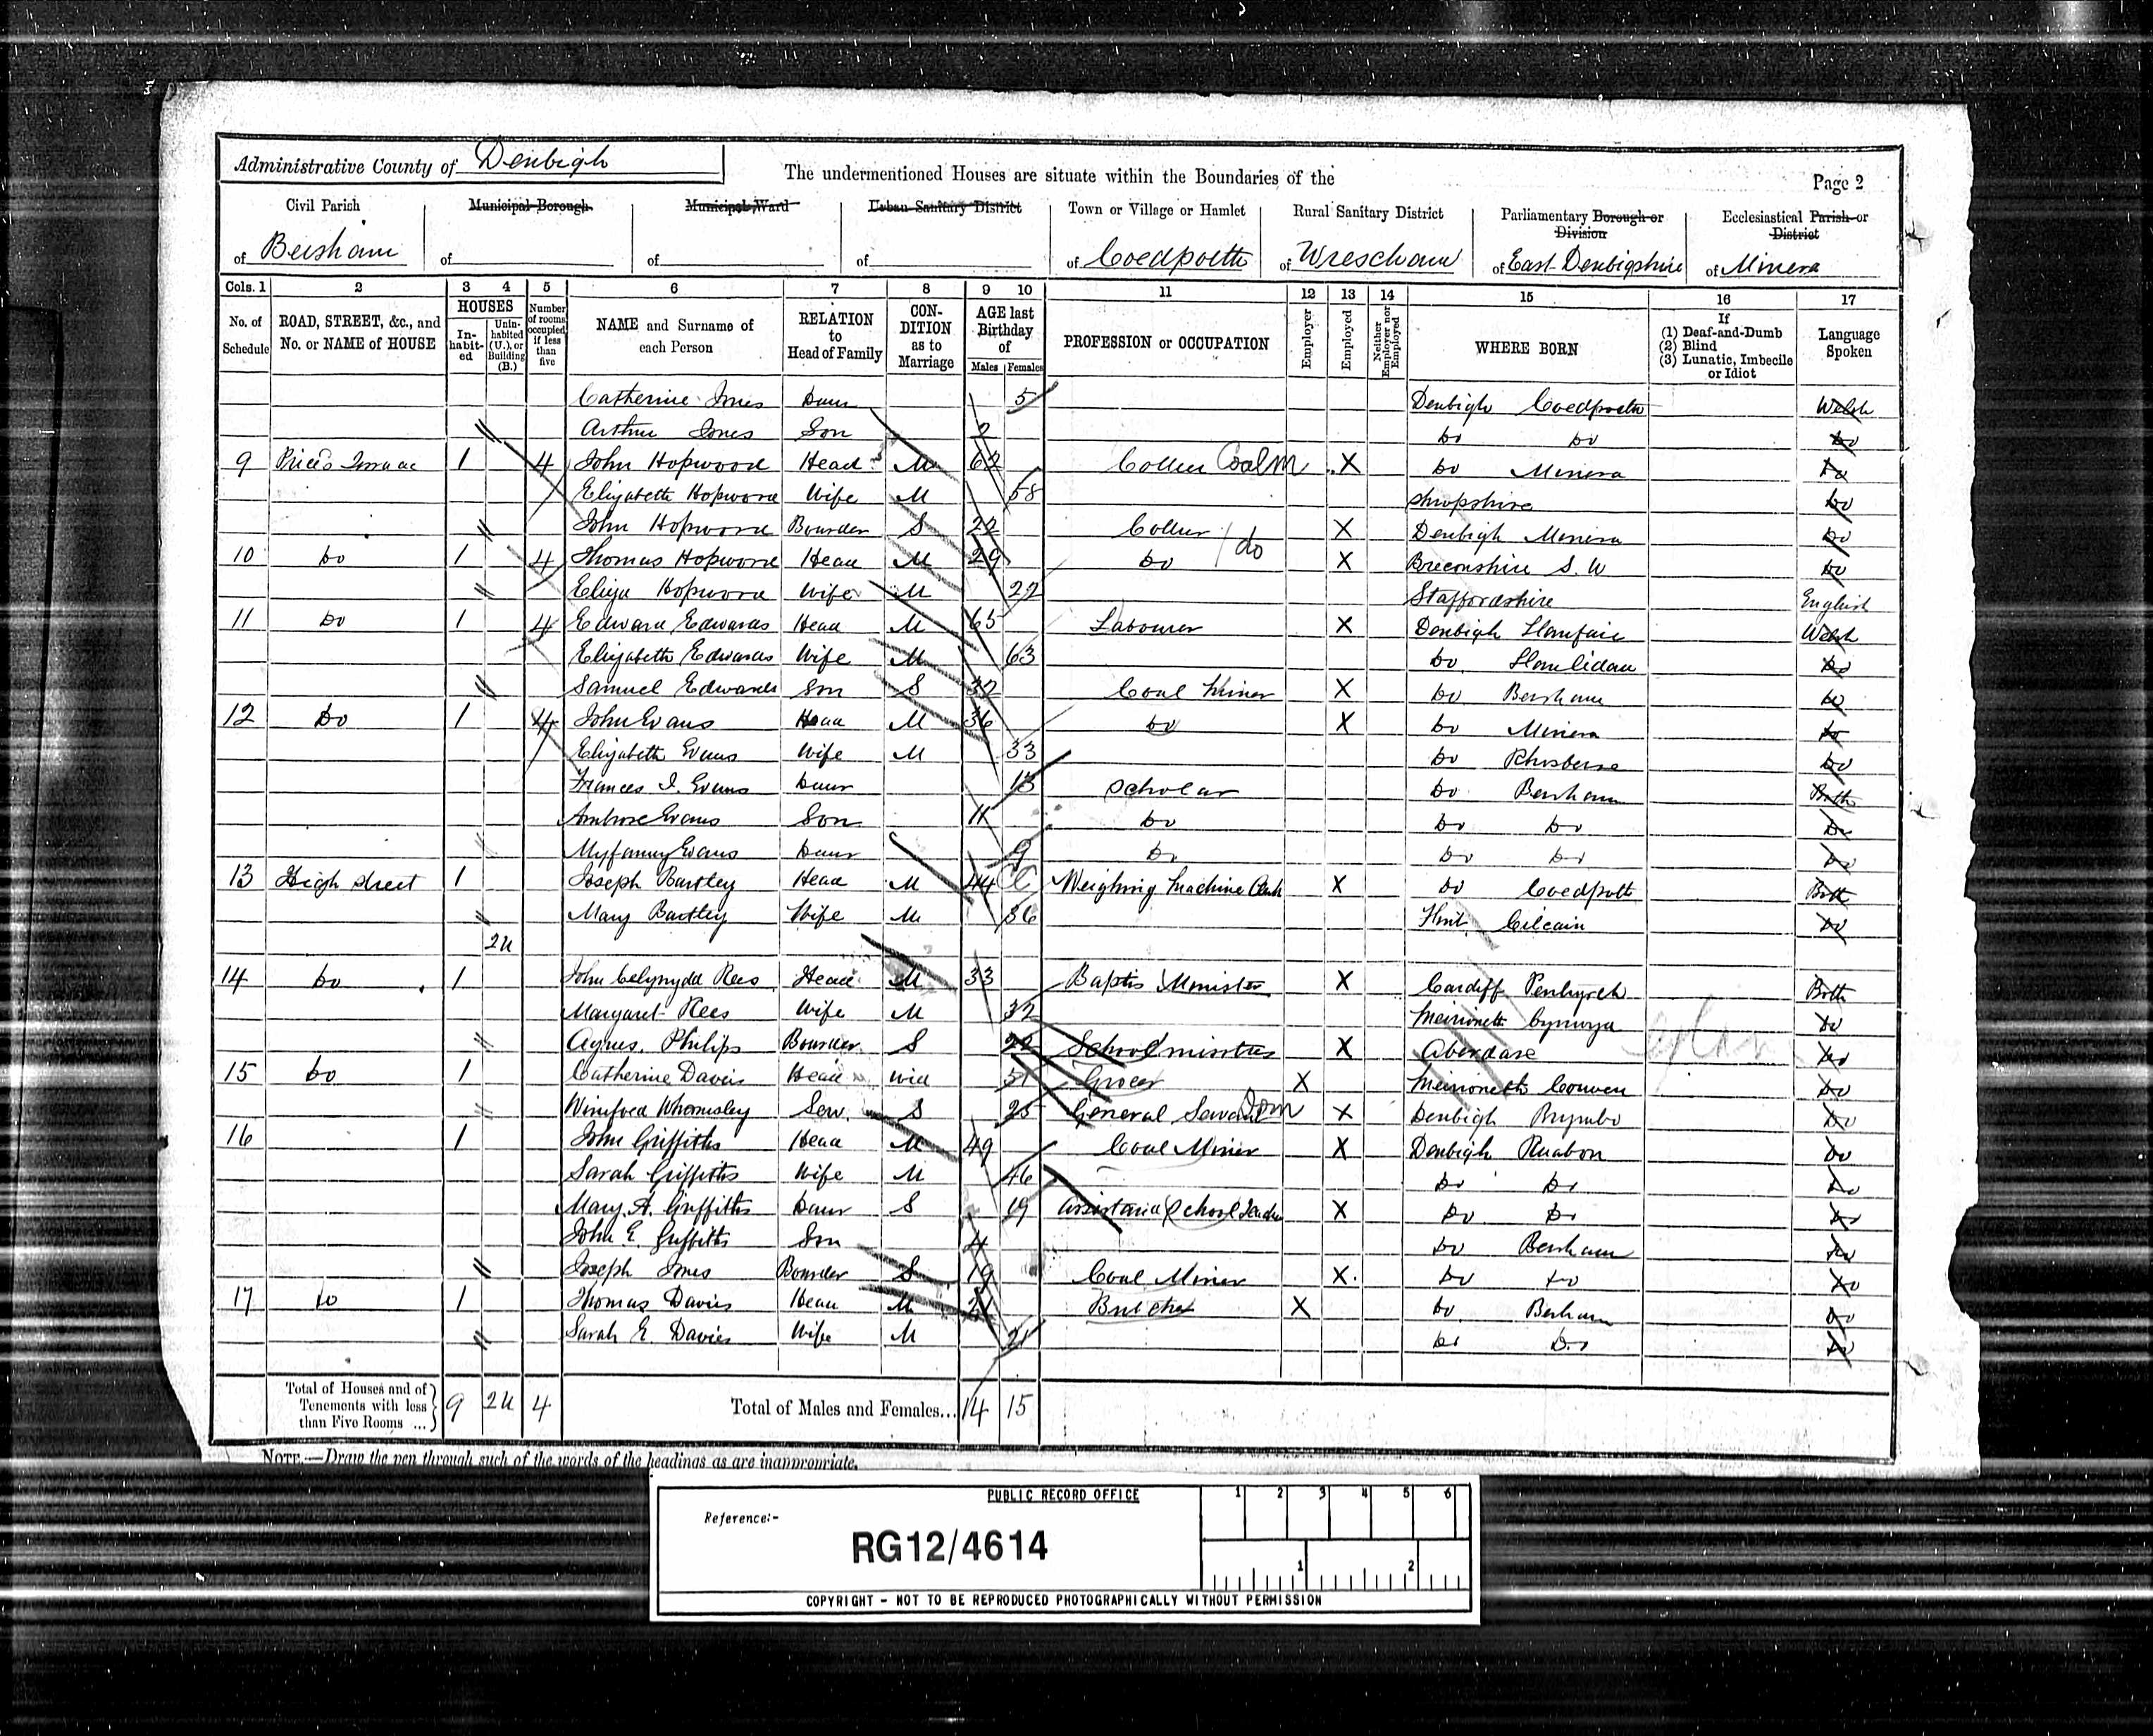 Administrative County of Denbigh
The undermentioned Houses are situate within the Boundaries of the
Page 2
Civil Parish
Municipal Borough
Municipal Ward
Urban Sanitary District
Town or Village or Hamlet
Rural Sanitary District
Parliamentary Borough or Division
Ecclesiastical Parish or District
of Bersham
of
of
of
of Coedpoeth
of Wrescham
of East Denbigshire
of Minera
Cols. 1 2 3 4 5 6 7 8 9 10 11 12 13 14 15 16 17
No. of Schedule
ROAD, STREET, &c., and No. or NAME of HOUSE
HOUSES
In-habit-ed
Unin-habited (U.), or Building (B.)
Number of rooms occupied if less than five
NAME and Surname of each Person
RELATION to Head of Family
CON-DITION as to Marriage
AGE last Birthday of
Males Females
PROFESSION or OCCUPATION
Employer
Employed
Neither Employer nor Employed
WHERE BORN
If (1) Deaf-and-Dumb (2) Blind (3) Lunatic, Imbecile or Idiot
Language Spoken
Catherine Jones Daur 5 Denbigh Coedpoeth Welsh
Arthur Jones Son 2 Do Do Do
9 Price's Terrace 1 4 John Hopwood Head M 62 Collier Coal M X Do Minera Do
Elizabeth Hopwood Wife M 58 Shropshire Do
John Hopwood Boarder S 22 Collier X Denbigh Minera Do
10 Do 1 4 Thomas Hopwood Head M 29 Do do X Breconshire S. W Do
Eliza Hopwood Wife M 22 Staffordshire English
11 Do 1 4 Edward Edwards Head M 65 Labourer X Denbigh Llanfair Welsh
Elizabeth Edwards Wife M 63 Do Llanlidan Do
Samuel Edwards Son S 32 Coal Miner X Do Bersham Do
12 Do 1 4 John Evans Head M 36 Do X Do Minera Do
Elizabeth Evans Wife M 33 Do Do
Frances I. Evans Daur 13 Scholar Do Bersham Both
Ambrose Evans Son 11 Do Do Do Do
Myfanwy Evans Daur 9 Do Do Do Do
13 High Street 1 Joseph Bartley Head M 44 Weighing Machine Clerk X Do Coedpoeth Both
Mary Bartley Wife M 36 Flint Cilcain Do
2U
14 Do 1 John Celynydd Rees Head M 33 Baptis Minister X Cardiff Pentyrch Both
Margaret Rees Wife M 32 Meirioneth Cynwyd Do
Agnes Philips Boarder S 22 Schoolmistres X Aberdare Do
15 Do 1 Catherine Davies Head Wid 51 Grocer X Meirioneth Corwen Do
Winifred Whomsley Serv. S 25 General Servant Dom X Denbigh Brymbo Do
16 1 John Griffiths Head M 49 Coal Miner X Denbigh Ruabon Do
Sarah Griffiths Wife M 46 Do Do Do
Mary A. Griffiths Daur S 19 School X Do Do Do
John E. Griffiths Son 4 Do Bersham Do
Joseph Jones Boarder S 19 Coal Miner X Do Do Do
17 Do 1 Thomas Davies Head M 21 Butcher X Do Bersham Do
Sarah E. Davies Wife M 21 Do Do Do
Total of Houses and of Tenements with less than Five Rooms ... 9 2U 4
Total of Males and Females... 14 15
NOTE.—Draw the pen through such of the words of the headings as are inappropriate.
PUBLIC RECORD OFFICE
1 2 3 4 5 6
Reference:-
RG12/4614
1 2
COPYRIGHT - NOT TO BE REPRODUCED PHOTOGRAPHICALLY WITHOUT PERMISSION